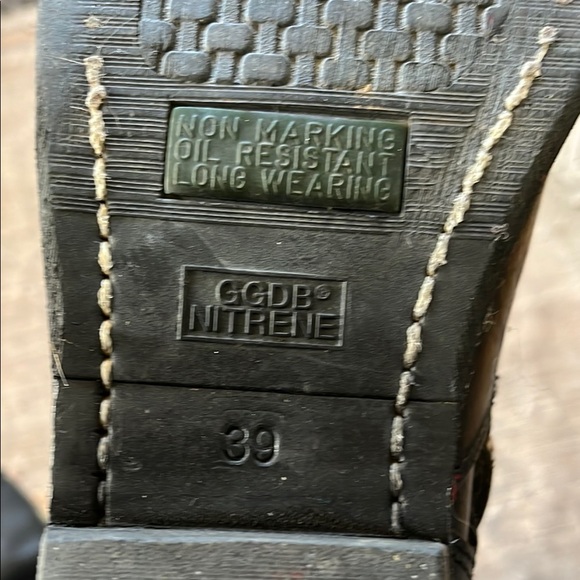 NON MARKING
OIL RESISTANT
LONG WEARING
GGDB®
NITRENE
39